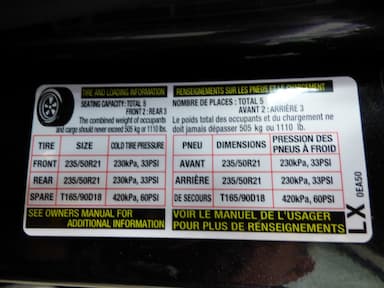 TIRE AND LOADING INFORMATION
SEATING CAPACITY: TOTAL 5
FRONT 2 : REAR 3
The combined weight of occupants
and cargo should never exceed 505 kg or 1110 lbs.
TIRE SIZE COLD TIRE PRESSURE
FRONT 235/50R21 230kPa, 33PSI
REAR 235/50R21 230kPa, 33PSI
SPARE T165/90D18 420kPa, 60PSI
SEE OWNERS MANUAL FOR
ADDITIONAL INFORMATION
RENSEIGNEMENTS SUR LES PNEUS ET LE CHARGEMENT
NOMBRE DE PLACES : TOTAL 5
AVANT 2 : ARRIÈRE 3
Le poids total des occupants et du chargement ne
doit jamais dépasser 505 kg ou 1110 lb.
PNEU DIMENSIONS PRESSION DES
PNEUS À FROID
AVANT 235/50R21 230kPa, 33PSI
ARRIÈRE 235/50R21 230kPa, 33PSI
DE SECOURS T165/90D18 420kPa, 60PSI
VOIR LE MANUEL DE L'USAGER
POUR PLUS DE RENSEIGNEMENTS
LX 0EA50